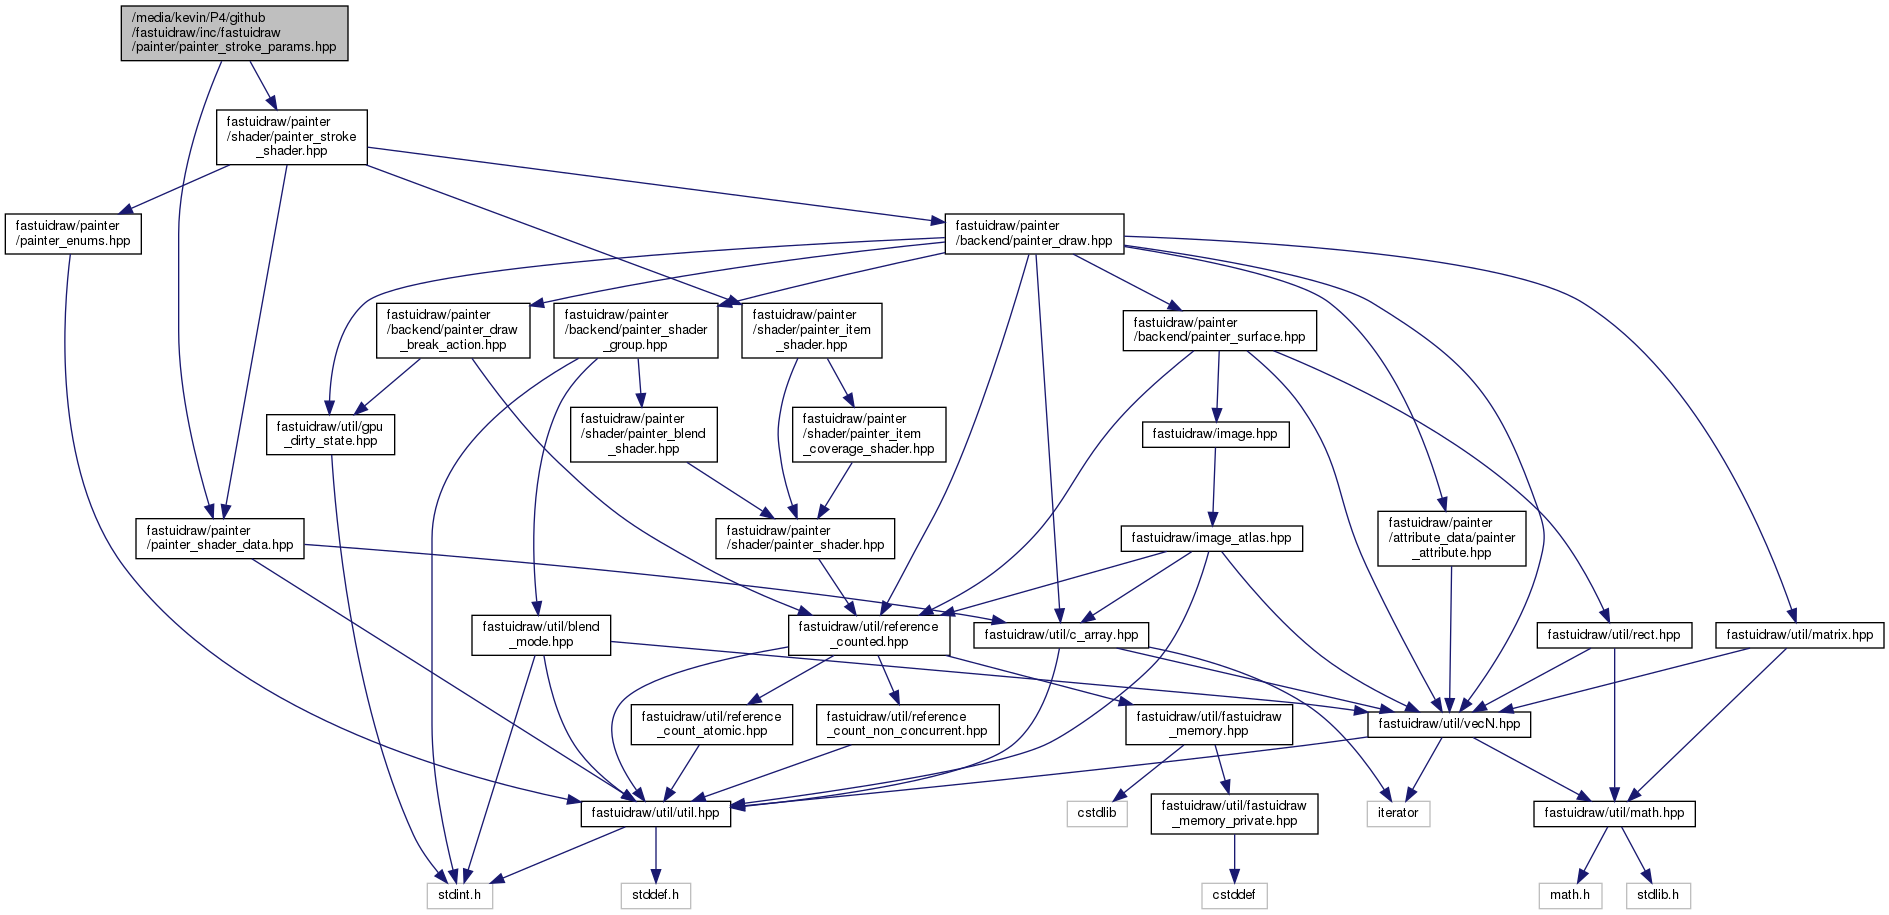 /media/kevin/P4/github
/fastuidraw/inc/fastuidraw
/painter/painter_stroke_params.hpp
fastuidraw/painter
/shader/painter_stroke
_shader.hpp
fastuidraw/painter
/painter_enums.hpp
fastuidraw/painter
/backend/painter_draw.hpp
fastuidraw/painter
/backend/painter_draw
_break_action.hpp
fastuidraw/painter
/backend/painter_shader
_group.hpp
fastuidraw/painter
/shader/painter_item
_shader.hpp
fastuidraw/painter
/backend/painter_surface.hpp
fastuidraw/util/gpu
_dirty_state.hpp
fastuidraw/painter
/shader/painter_blend
_shader.hpp
fastuidraw/painter
/shader/painter_item
_coverage_shader.hpp
fastuidraw/image.hpp
fastuidraw/painter
/painter_shader_data.hpp
fastuidraw/painter
/shader/painter_shader.hpp
fastuidraw/image_atlas.hpp
fastuidraw/painter
/attribute_data/painter
_attribute.hpp
fastuidraw/util/blend
_mode.hpp
fastuidraw/util/reference
_counted.hpp
fastuidraw/util/c_array.hpp
fastuidraw/util/rect.hpp
fastuidraw/util/matrix.hpp
fastuidraw/util/reference
_count_atomic.hpp
fastuidraw/util/reference
_count_non_concurrent.hpp
fastuidraw/util/fastuidraw
_memory.hpp
fastuidraw/util/vecN.hpp
fastuidraw/util/util.hpp
cstdlib
fastuidraw/util/fastuidraw
_memory_private.hpp
iterator
fastuidraw/util/math.hpp
stdint.h
stddef.h
cstddef
math.h
stdlib.h